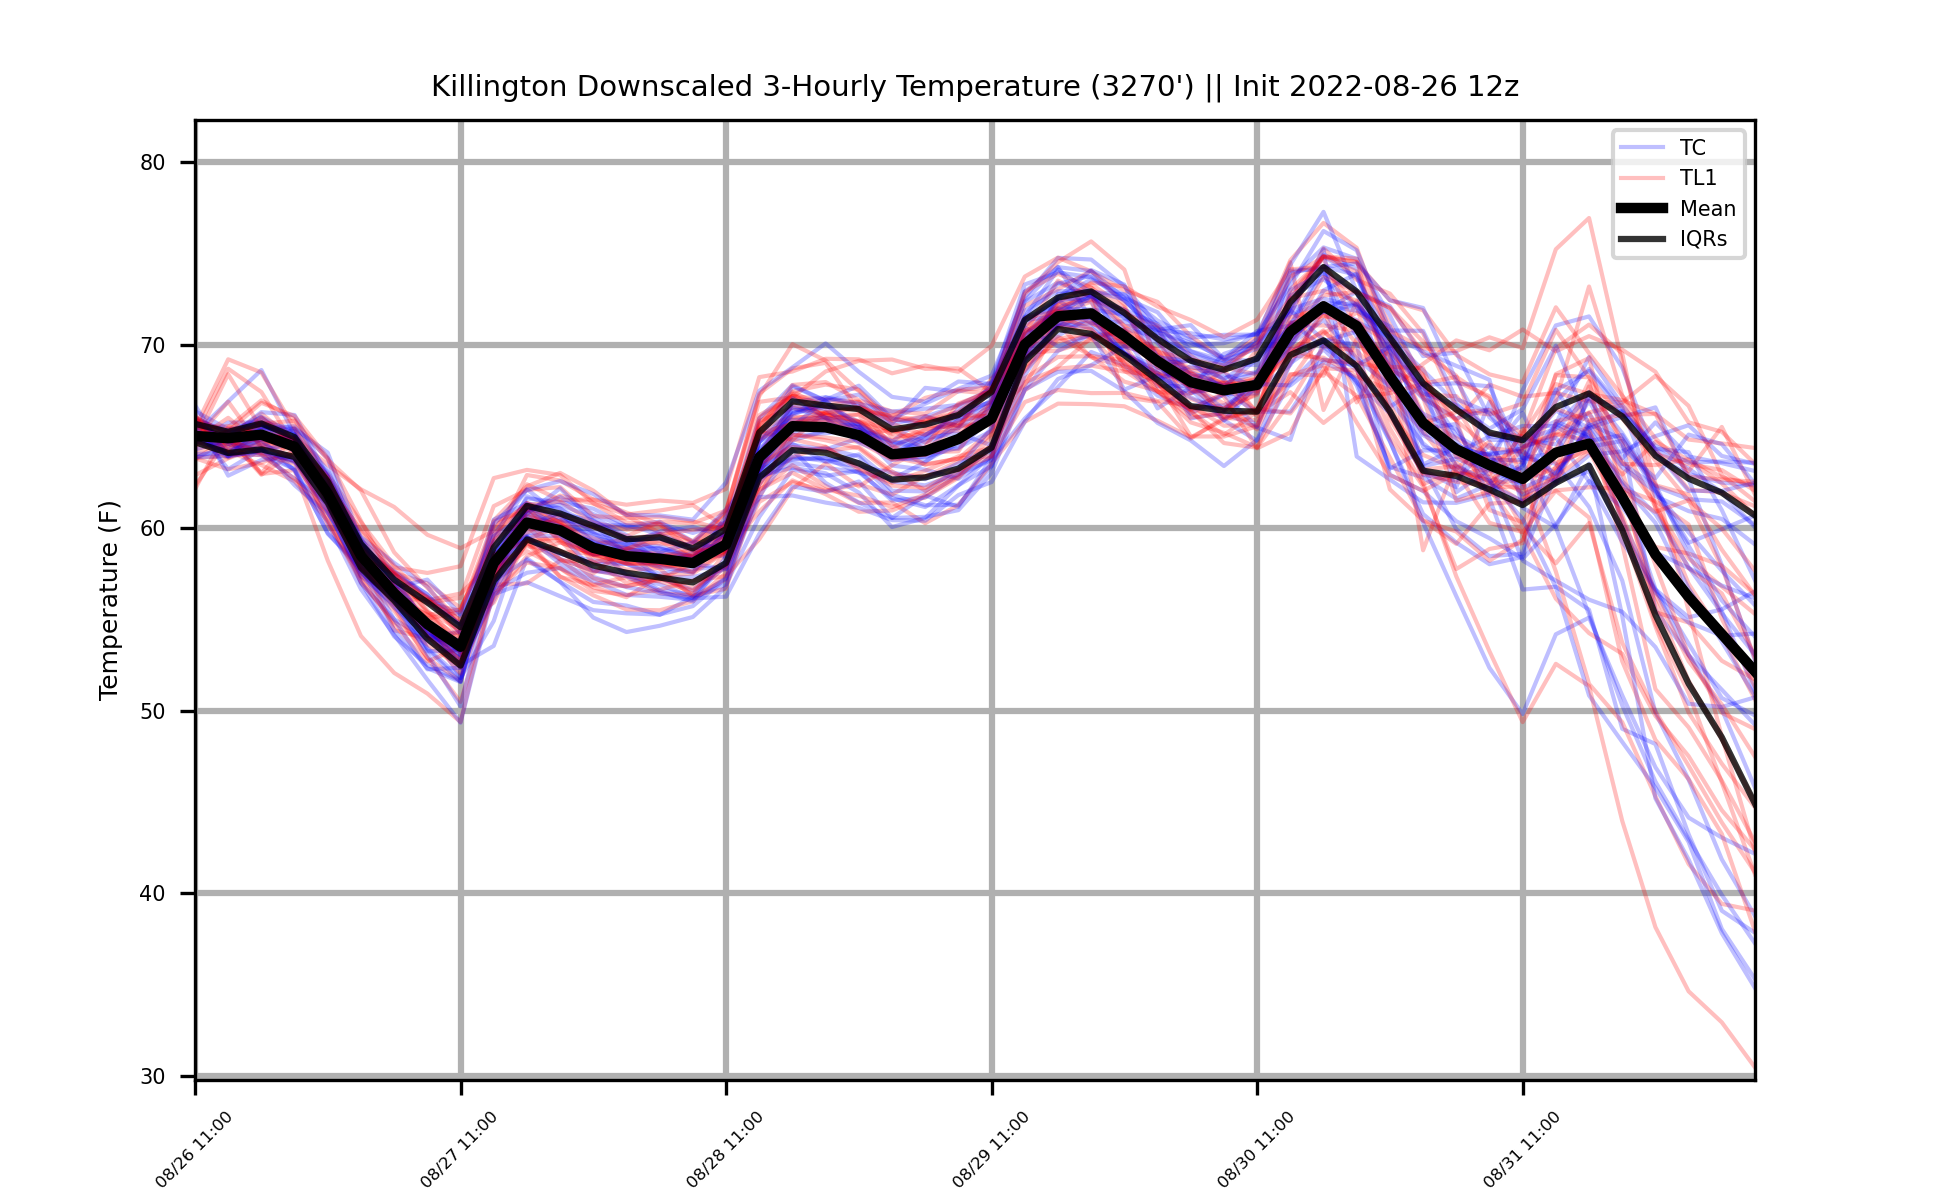 Killington Downscaled 3-Hourly Temperature (3270') || Init 2022-08-26 12z
TC
TL1
Mean
IQRs
Temperature (F)
80
70
60
50
40
30
08/26 11:00
08/27 11:00
08/28 11:00
08/29 11:00
08/30 11:00
08/31 11:00